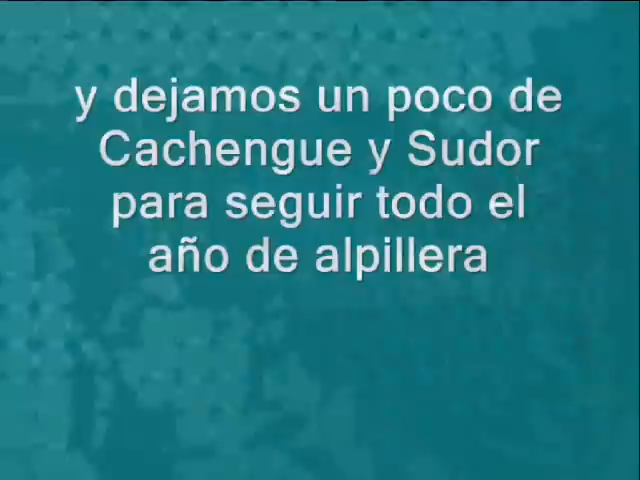 y dejamos un poco de
Cachengue y Sudor
para seguir todo el
año de alpillera